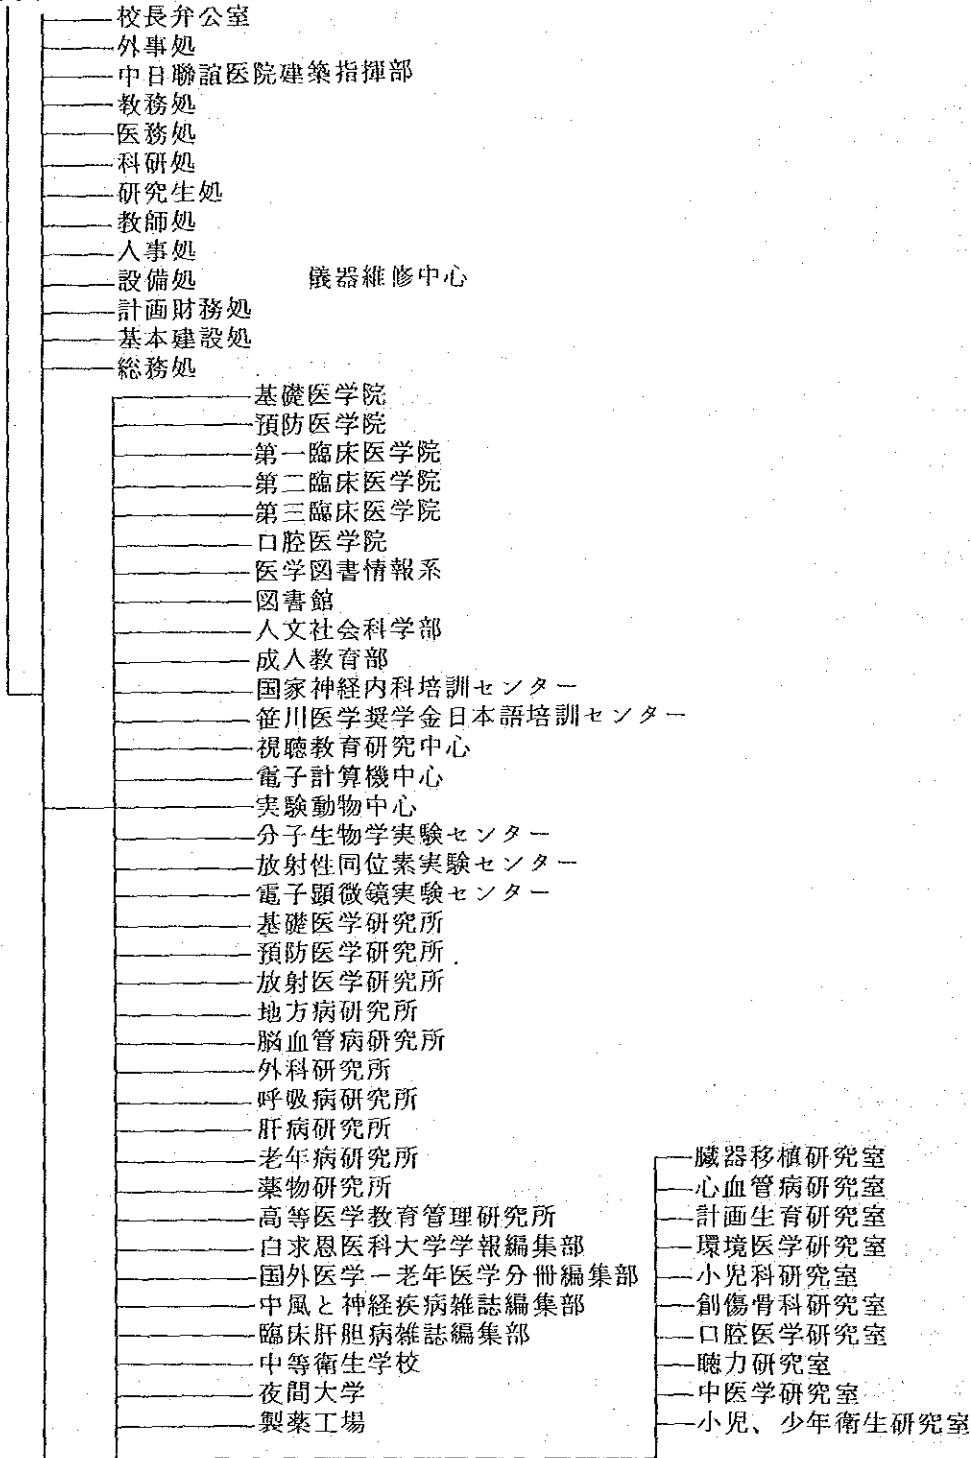 校長弁公室
外事処
中日聯誼医院建築指揮部
教務処
医務処
科研処
研究生処
教師処
人事処
設備処 儀器維修中心
計画財務処
基本建設処
総務処
基礎医学院
預防医学院
第一臨床医学院
第二臨床医学院
第三臨床医学院
口腔医学院
医学図書情報系
図書館
人文社会科学部
成人教育部
国家神経内科培訓センター
笹川医学奨学金日本語培訓センター
視聴教育研究中心
電子計算機中心
実験動物中心
分子生物学実験センター
放射性同位素実験センター
電子顕微鏡実験センター
基礎医学研究所
預防医学研究所
放射医学研究所
地方病研究所
脳血管病研究所
外科研究所
呼吸病研究所
肝病研究所
老年病研究所
薬物研究所
高等医学教育管理研究所
白求恩医科大学学報編集部
国外医学－老年医学分冊編集部
中風と神経疾病雑誌編集部
臨床肝胆病雑誌編集部
中等衛生学校
夜間大学
製薬工場
臓器移植研究室
心血管病研究室
計画生育研究室
環境医学研究室
小児科研究室
創傷骨科研究室
口腔医学研究室
聴力研究室
中医学研究室
小児、少年衛生研究室